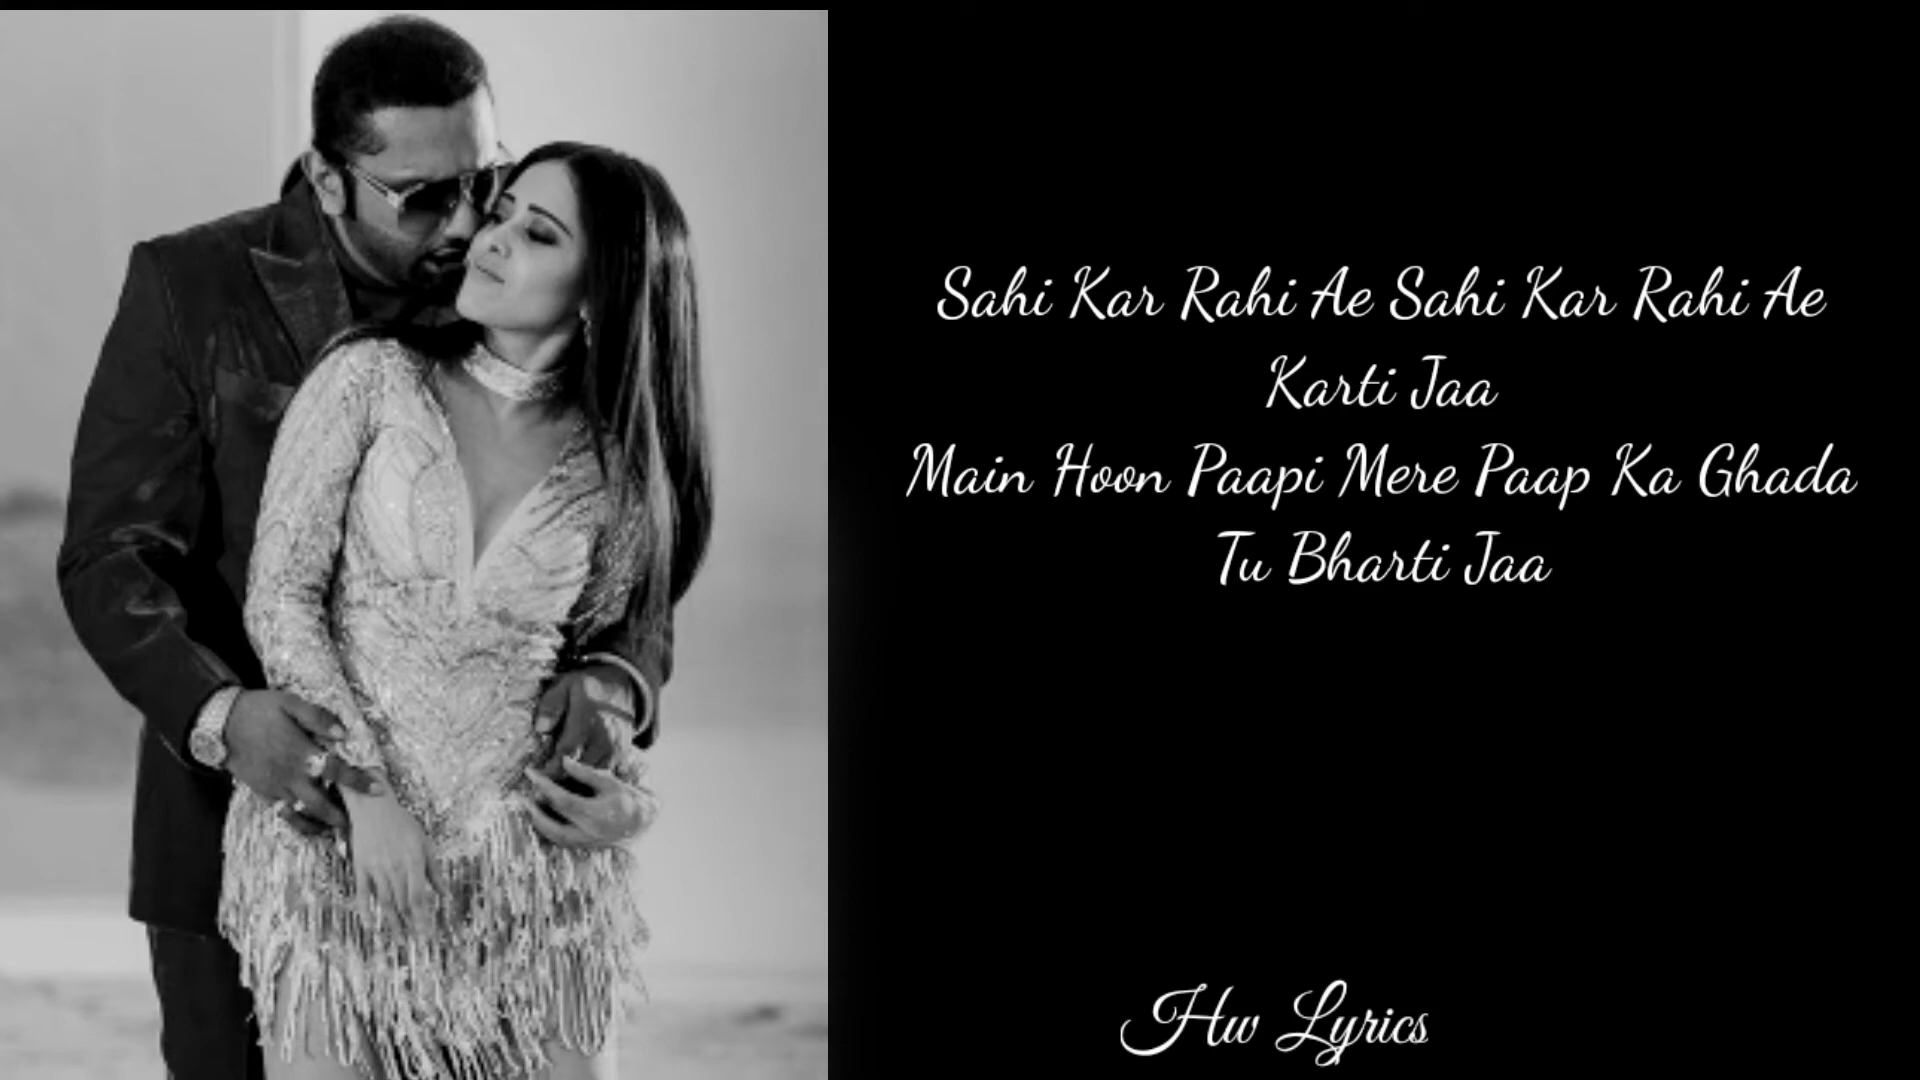 Sahi Kar Rahi Ae Sahi Kar Rahi Ae
Karti Jaa
Main Hoon Paapi Mere Paap Ka Ghada
Tu Bharti Jaa
Hw Lyrics